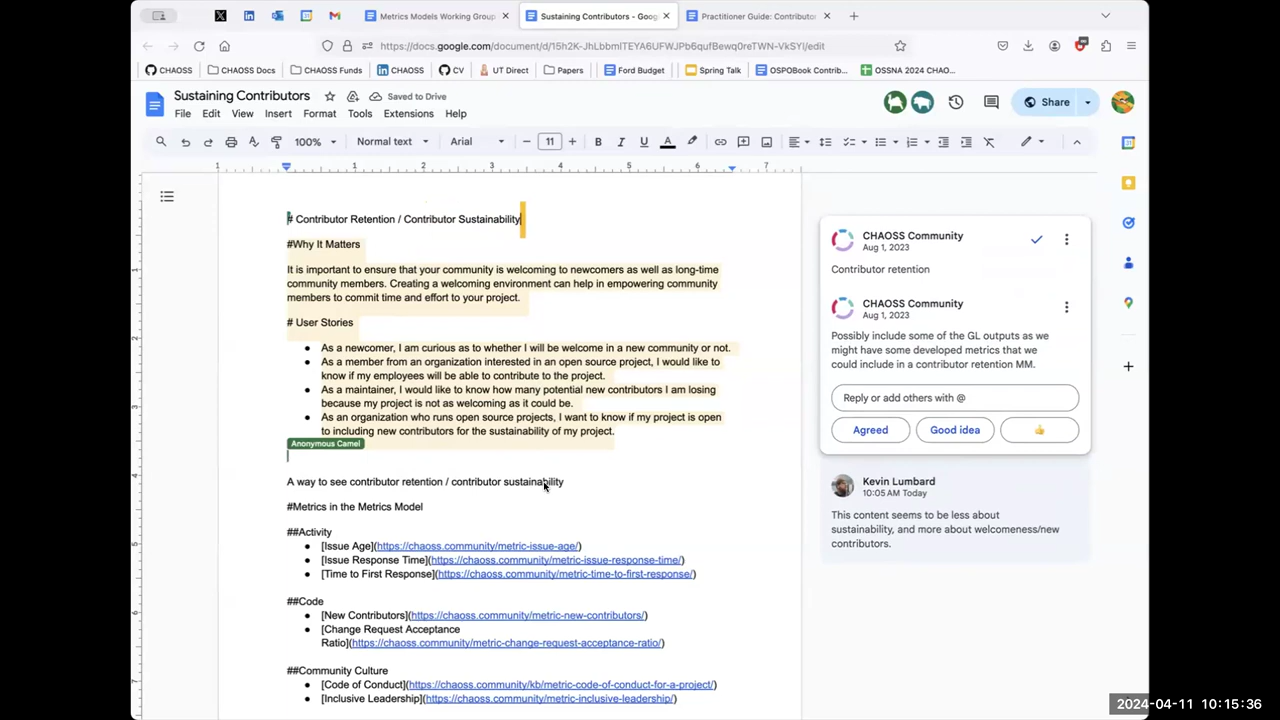 Metrics Models Working Group
Sustaining Contributors - Goog
Practitioner Guide: Contributor
https://docs.google.com/document/d/15h2K-JhLbbmITEYA6UFWJPb6qufBewq0reTWN-VkSYI/edit
CHAOSS
CHAOSS Docs
CHAOSS Funds
CHAOSS
CV
UT Direct
Papers
Ford Budget
Spring Talk
OSPOBook Contrib...
OSSNA 2024 CHAO...
Sustaining Contributors
Saved to Drive
File Edit View Insert Format Tools Extensions Help
Share
100% Normal text Arial 11 B I U A
1 1 2 3 4 5 6 7
# Contributor Retention / Contributor Sustainability
#Why It Matters
It is important to ensure that your community is welcoming to newcomers as well as long-time
community members. Creating a welcoming environment can help in empowering community
members to commit time and effort to your project.
# User Stories
As a newcomer, I am curious as to whether I will be welcome in a new community or not.
As a member from an organization interested in an open source project, I would like to
know if my employees will be able to contribute to the project.
As a maintainer, I would like to know how many potential new contributors I am losing
because my project is not as welcoming as it could be.
As an organization who runs open source projects, I want to know if my project is open
to including new contributors for the sustainability of my project.
Anonymous Camel
A way to see contributor retention / contributor sustainability
#Metrics in the Metrics Model
##Activity
[Issue Age](https://chaoss.community/metric-issue-age/)
[Issue Response Time](https://chaoss.community/metric-issue-response-time/)
[Time to First Response](https://chaoss.community/metric-time-to-first-response/)
##Code
[New Contributors](https://chaoss.community/metric-new-contributors/)
[Change Request Acceptance
Ratio](https://chaoss.community/metric-change-request-acceptance-ratio/)
##Community Culture
[Code of Conduct](https://chaoss.community/kb/metric-code-of-conduct-for-a-project/)
[Inclusive Leadership](https://chaoss.community/metric-inclusive-leadership/)
CHAOSS Community
Aug 1, 2023
Contributor retention
CHAOSS Community
Aug 1, 2023
Possibly include some of the GL outputs as we
might have some developed metrics that we
could include in a contributor retention MM.
Reply or add others with @
Agreed
Good idea
Kevin Lumbard
10:05 AM Today
This content seems to be less about
sustainability, and more about welcomeness/new
contributors.
2024-04-11 10:15:36